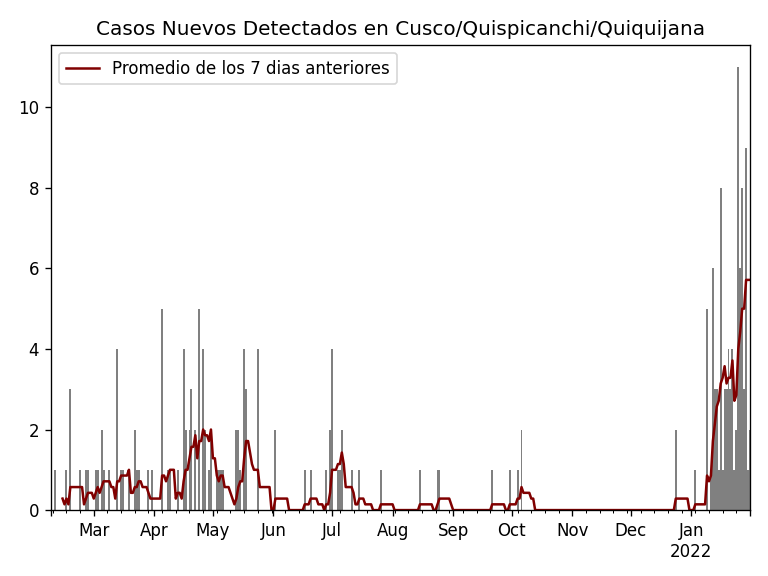 Casos Nuevos Detectados en Cusco/Quispicanchi/Quiquijana
Promedio de los 7 dias anteriores
10
8
6
4
2
0
Mar Apr May Jun Jul Aug Sep Oct Nov Dec Jan
2022